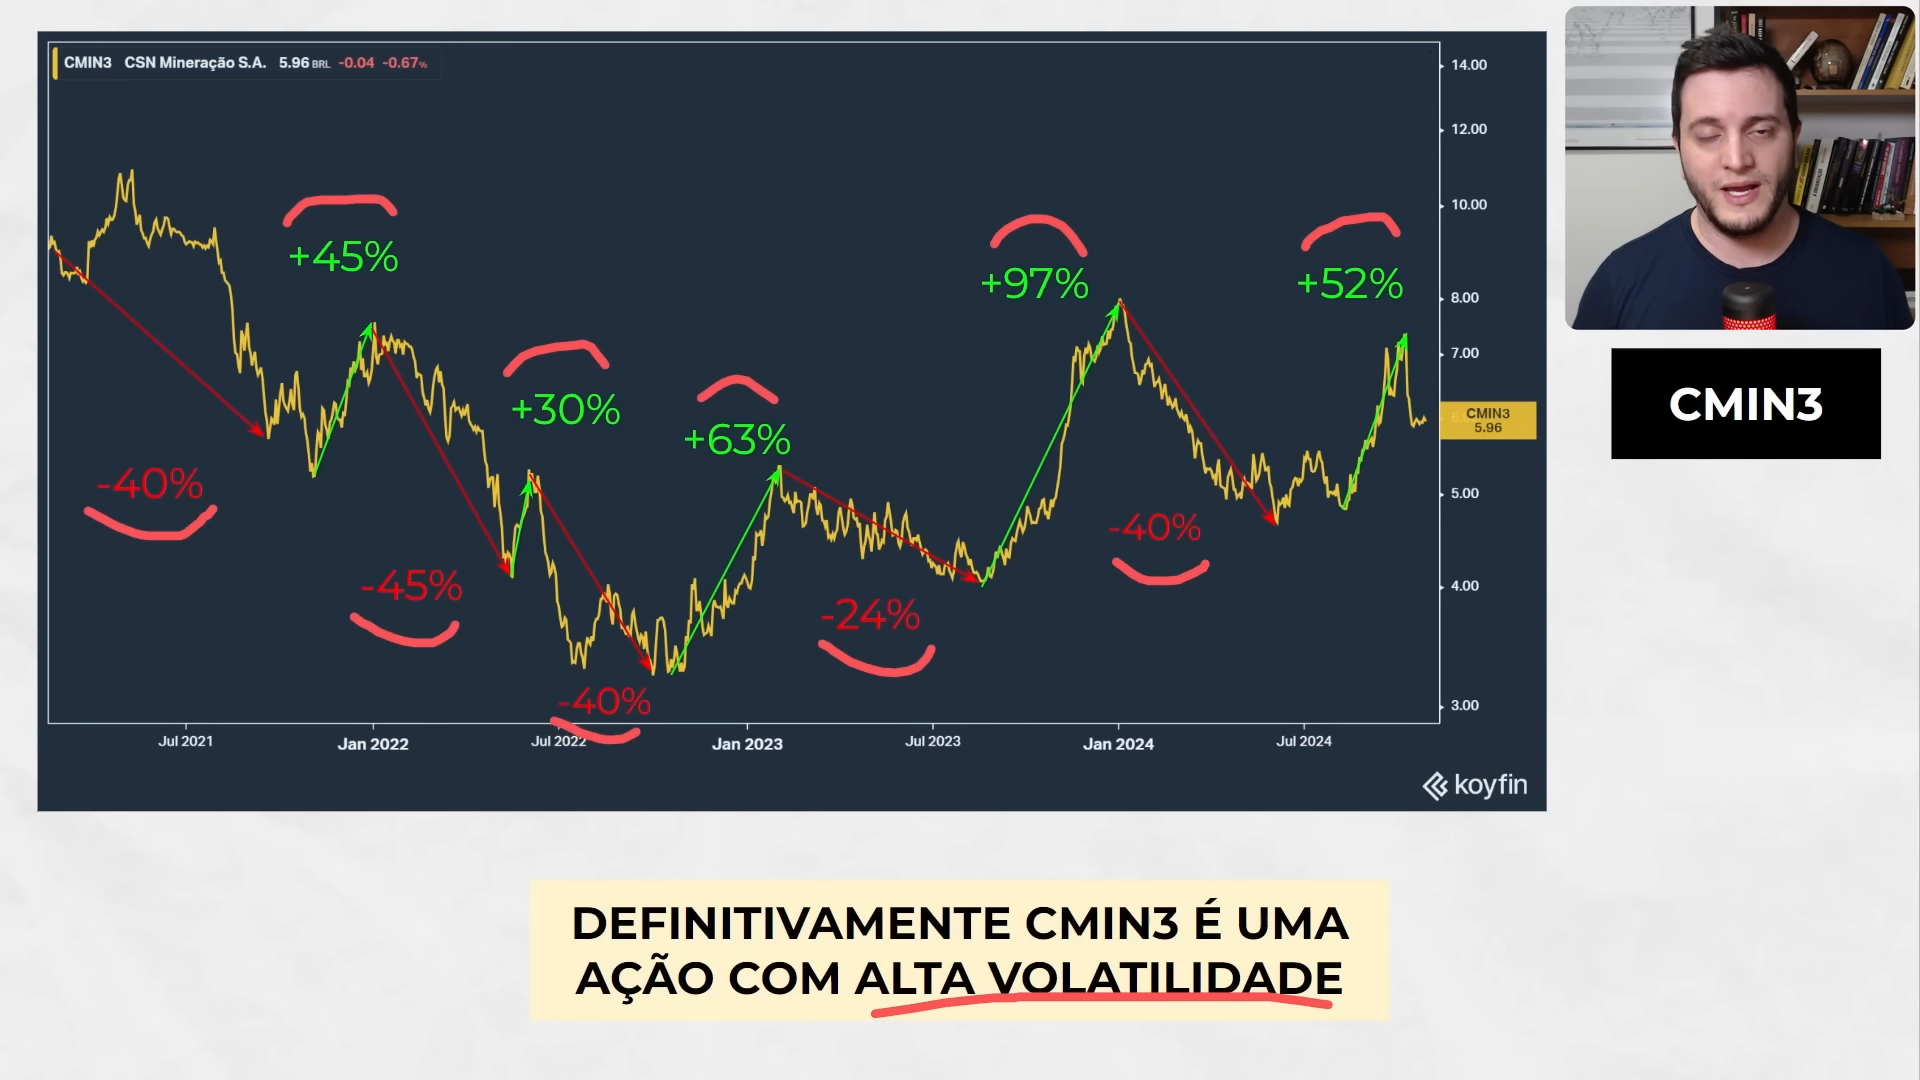 CMIN3 CSN Mineração S.A. 5.96 BRL -0.04 -0.67%
14.00
12.00
10.00
8.00
7.00
CMIN3
5.96
5.00
4.00
3.00
+45%
+30%
+63%
+97%
+52%
-40%
-45%
-40%
-24%
-40%
Jul 2021
Jan 2022
Jul 2022
Jan 2023
Jul 2023
Jan 2024
Jul 2024
koyfin
CMIN3
DEFINITIVAMENTE CMIN3 É UMA
AÇÃO COM ALTA VOLATILIDADE